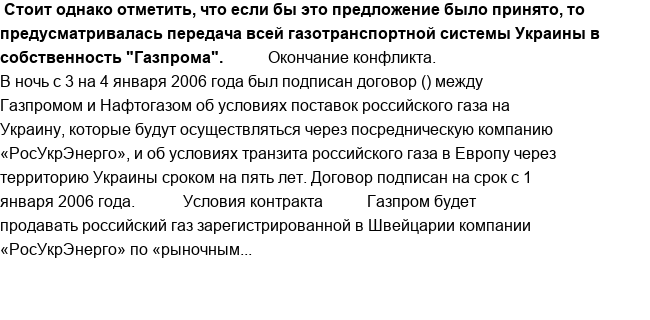 Стоит однако отметить, что если бы это предложение было принято, то
предусматривалась передача всей газотранспортной системы Украины в
собственность "Газпрома". Окончание конфликта.
В ночь с 3 на 4 января 2006 года был подписан договор () между
Газпромом и Нафтогазом об условиях поставок российского газа на
Украину, которые будут осуществляться через посредническую компанию
«РосУкрЭнерго», и об условиях транзита российского газа в Европу через
территорию Украины сроком на пять лет. Договор подписан на срок с 1
января 2006 года. Условия контракта Газпром будет
продавать российский газ зарегистрированной в Швейцарии компании
«РосУкрЭнерго» по «рыночным...